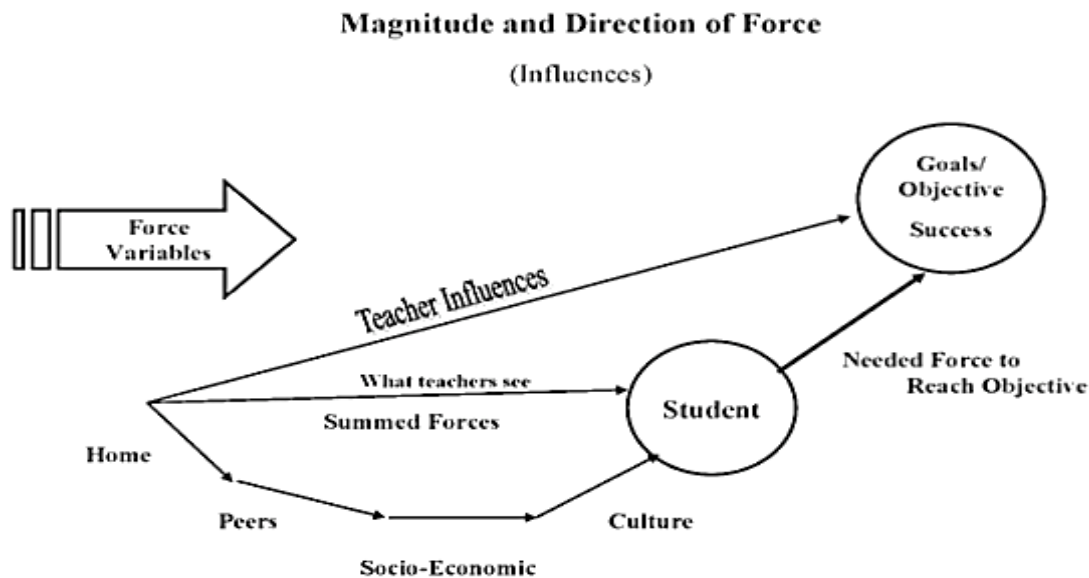 Magnitude and Direction of Force
(Influences)
Goals/
Objective
Success
Force
Variables
Teacher Influences
Needed Force to
Reach Objective
What teachers see
Student
Summed Forces
Home
Peers
Culture
Socio-Economic